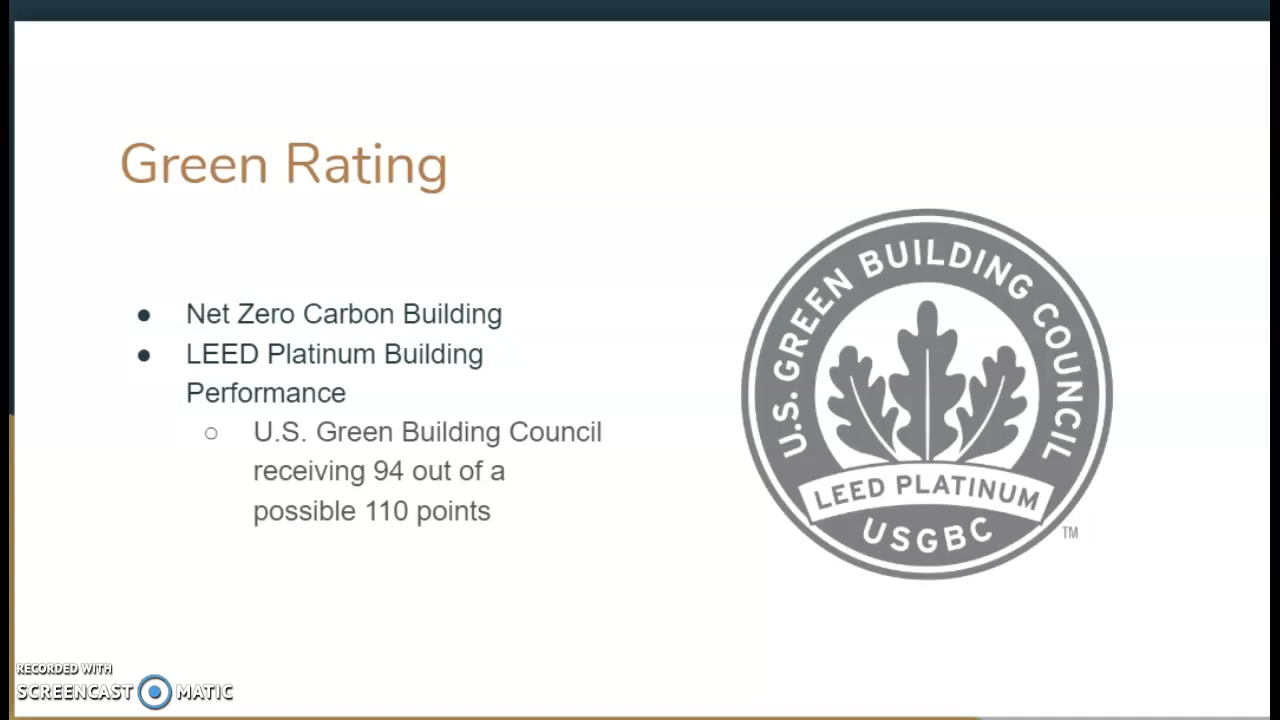 Green Rating
● Net Zero Carbon Building
● LEED Platinum Building
Performance
○ U.S. Green Building Council
receiving 94 out of a
possible 110 points
U.S. GREEN BUILDING COUNCIL
LEED PLATINUM
USGBC
TM
RECORDED WITH
SCREENCAST MATIC